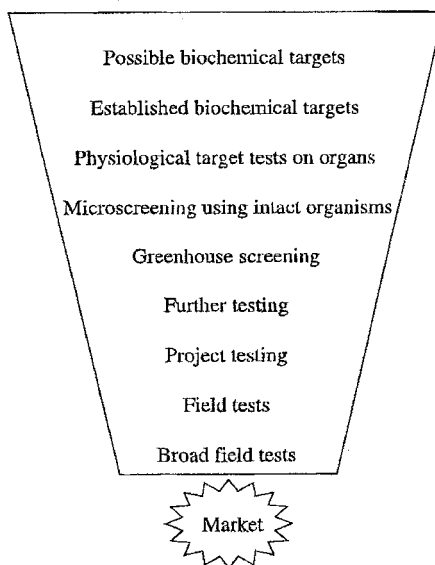 Possible biochemical targets
Established biochemical targets
Physiological target tests on organs
Microscreening using intact organisms
Greenhouse screening
Further testing
Project testing
Field tests
Broad field tests
Market